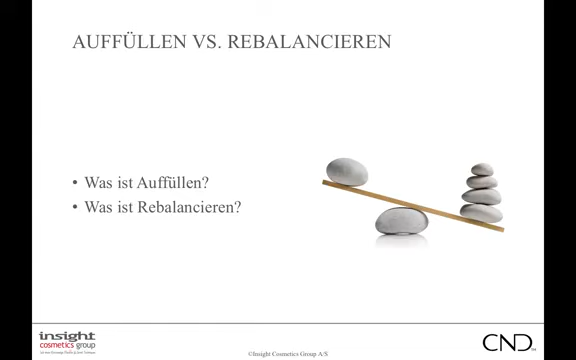 AUFFÜLLEN VS. REBALANCIEREN
• Was ist Auffüllen?
• Was ist Rebalancieren?
insight
cosmetics group
©Insight Cosmetics Group A/S
CND